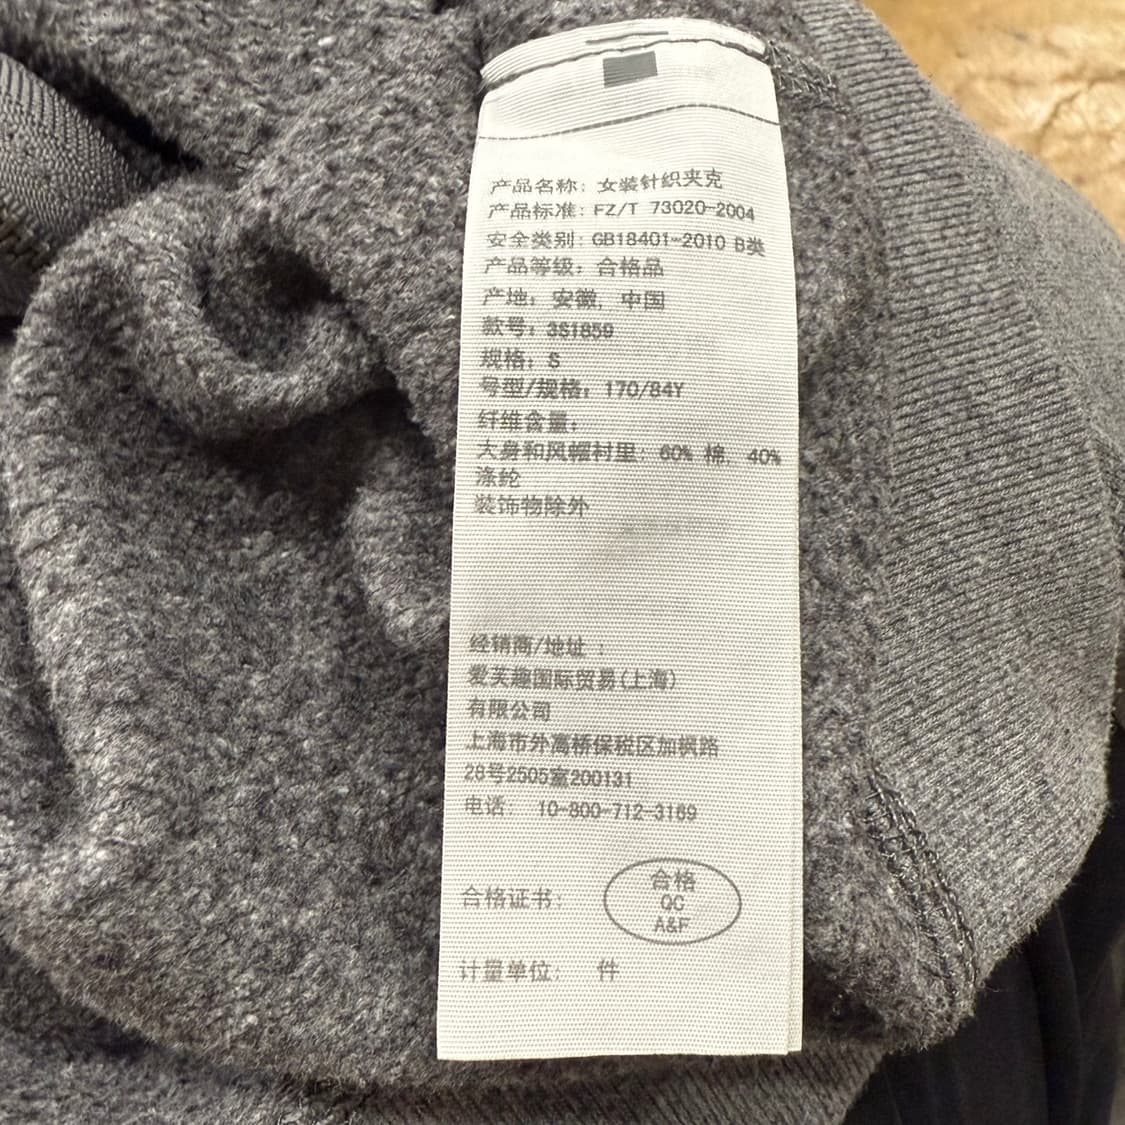 产品名称：女装针织夹克
产品标准：FZ/T 73020-2004
安全类别：GB18401-2010 B类
产品等级：合格品
产地：安徽，中国
款号：3S1859
规格：S
号型/规格：170/84Y
纤维含量：
大身和风帽衬里：60% 棉，40%
涤纶
装饰物除外
经销商/地址：
爱芙趣国际贸易(上海)
有限公司
上海市外高桥保税区加枫路
28号2505室200131
电话： 10-800-712-3169
合格证书：
合格
QC
A&F
计量单位： 件